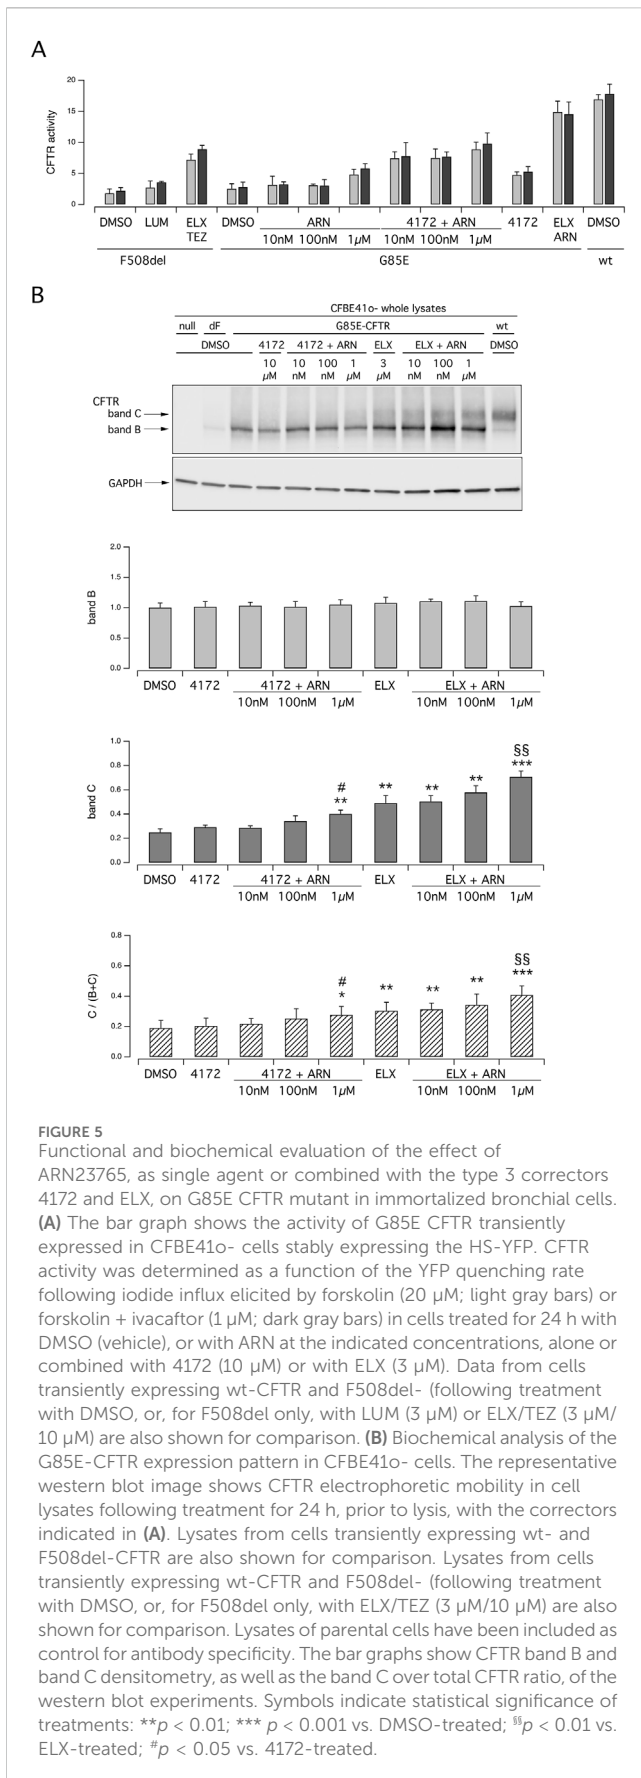 A
20
15
10
5
0
CFTR activity
DMSO LUM ELX DMSO ARN 4172 + ARN 4172 ELX DMSO
TEZ 10nM 100nM 1µM 10nM 100nM 1µM ARN
F508del G85E wt
B
CFBE41o- whole lysates
null dF G85E-CFTR wt
DMSO 4172 4172 + ARN ELX ELX + ARN DMSO
10 10 100 1 3 10 100 1
µM nM nM µM µM nM nM µM
CFTR
band C
band B
GAPDH
2.0
1.5
1.0
0.5
0.0
band B
DMSO 4172 4172 + ARN ELX ELX + ARN
10nM 100nM 1µM 10nM 100nM 1µM
1.0
0.8
0.6
0.4
0.2
0.0
band C
§§
# ** ** ** ***
**
DMSO 4172 4172 + ARN ELX ELX + ARN
10nM 100nM 1µM 10nM 100nM 1µM
0.8
0.6
0.4
0.2
0.0
C / (B+C)
§§
# ** ** ** ***
*
DMSO 4172 4172 + ARN ELX ELX + ARN
10nM 100nM 1µM 10nM 100nM 1µM
FIGURE 5
Functional and biochemical evaluation of the effect of
ARN23765, as single agent or combined with the type 3 correctors
4172 and ELX, on G85E CFTR mutant in immortalized bronchial cells.
(A) The bar graph shows the activity of G85E CFTR transiently
expressed in CFBE41o- cells stably expressing the HS-YFP. CFTR
activity was determined as a function of the YFP quenching rate
following iodide influx elicited by forskolin (20 µM; light gray bars) or
forskolin + ivacaftor (1 µM; dark gray bars) in cells treated for 24 h with
DMSO (vehicle), or with ARN at the indicated concentrations, alone or
combined with 4172 (10 µM) or with ELX (3 µM). Data from cells
transiently expressing wt-CFTR and F508del- (following treatment
with DMSO, or, for F508del only, with LUM (3 µM) or ELX/TEZ (3 µM/
10 µM) are also shown for comparison. (B) Biochemical analysis of the
G85E-CFTR expression pattern in CFBE41o- cells. The representative
western blot image shows CFTR electrophoretic mobility in cell
lysates following treatment for 24 h, prior to lysis, with the correctors
indicated in (A). Lysates from cells transiently expressing wt- and
F508del-CFTR are also shown for comparison. Lysates from cells
transiently expressing wt-CFTR and F508del- (following treatment
with DMSO, or, for F508del only, with ELX/TEZ (3 µM/10 µM) are also
shown for comparison. Lysates of parental cells have been included as
control for antibody specificity. The bar graphs show CFTR band B and
band C densitometry, as well as the band C over total CFTR ratio, of the
western blot experiments. Symbols indicate statistical significance of
treatments: **p < 0.01; *** p < 0.001 vs. DMSO-treated; §§p < 0.01 vs.
ELX-treated; #p < 0.05 vs. 4172-treated.